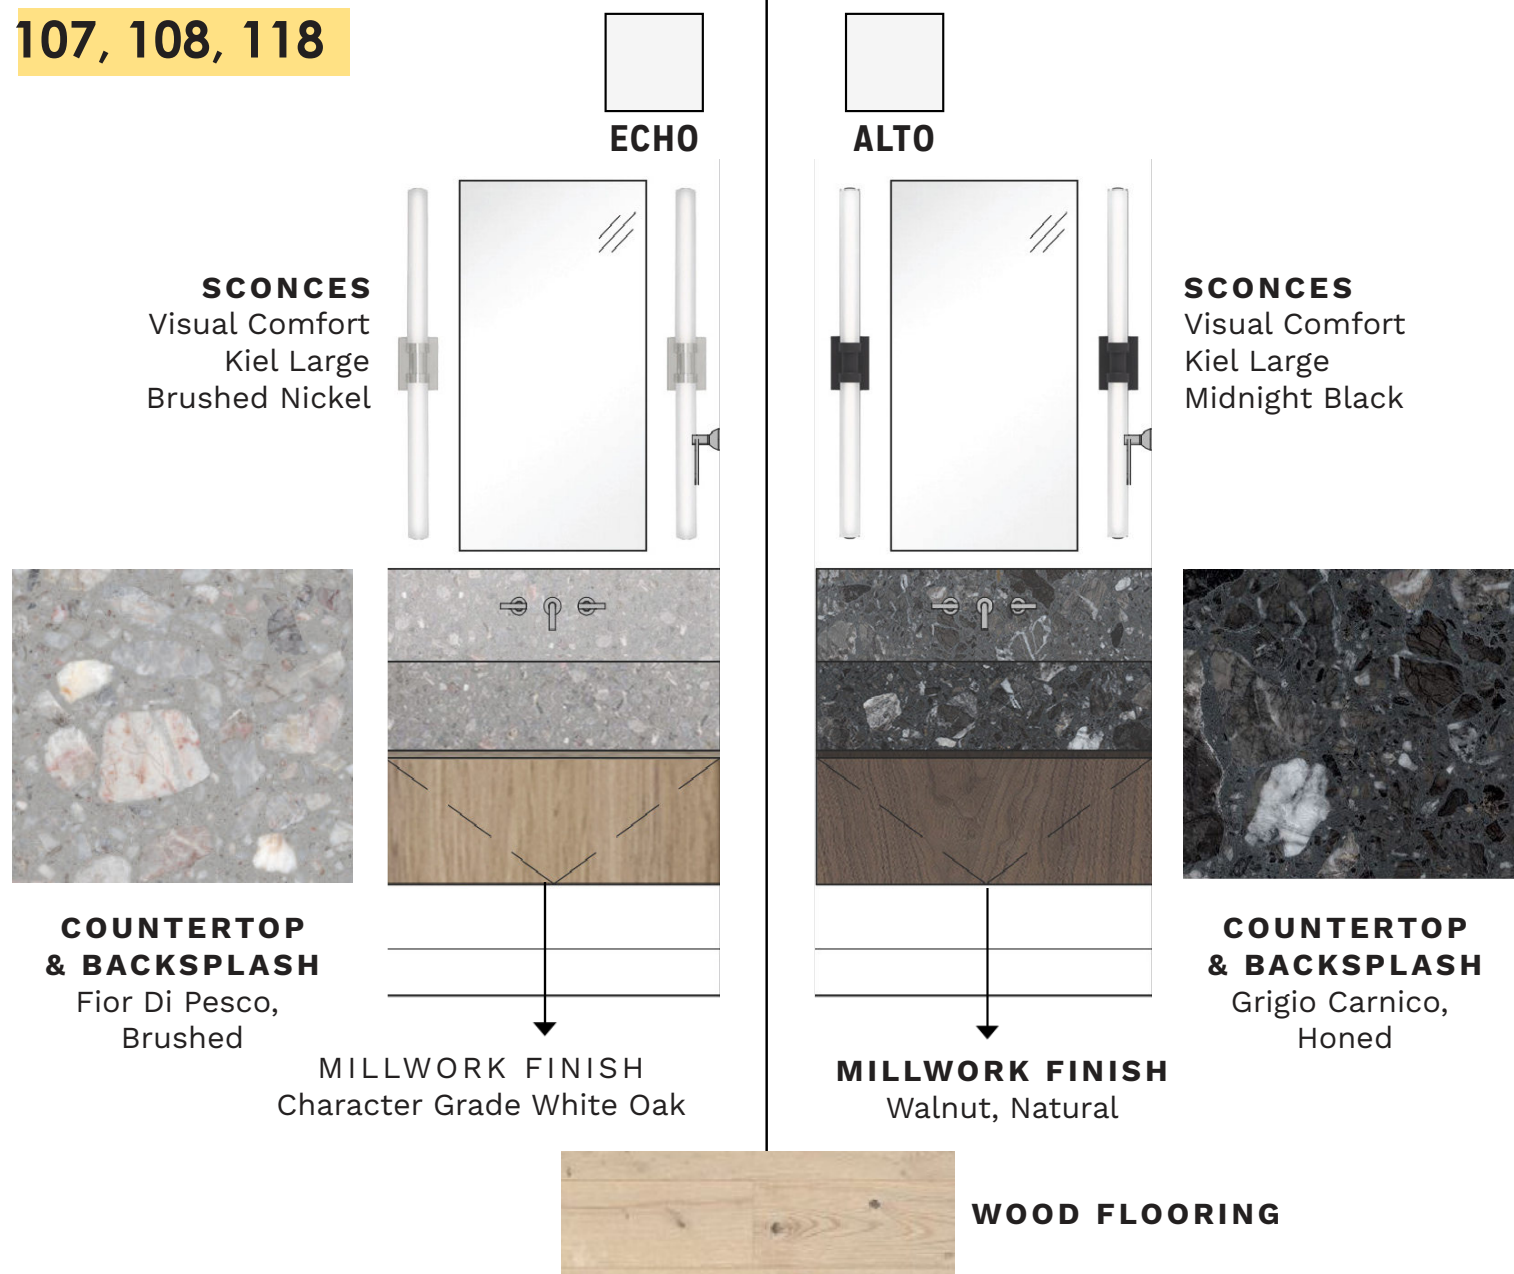 107, 108, 118
ECHO
ALTO
SCONCES
Visual Comfort
Kiel Large
Brushed Nickel
SCONCES
Visual Comfort
Kiel Large
Midnight Black
COUNTERTOP
& BACKSPLASH
Fior Di Pesco,
Brushed
COUNTERTOP
& BACKSPLASH
Grigio Carnico,
Honed
MILLWORK FINISH
Character Grade White Oak
MILLWORK FINISH
Walnut, Natural
WOOD FLOORING